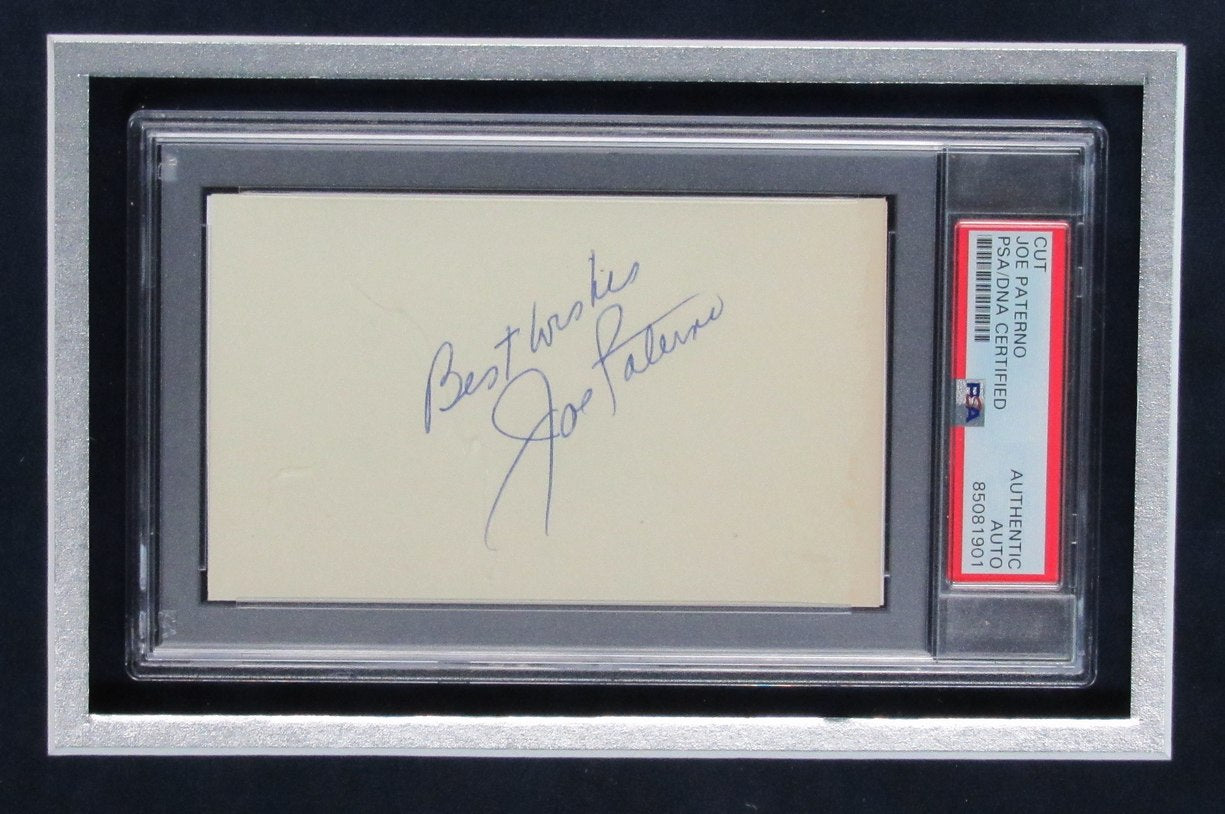 Best wishes
Joe Paterno
CUT
JOE PATERNO
PSA/DNA CERTIFIED
AUTHENTIC
AUTO
85081901
PSA